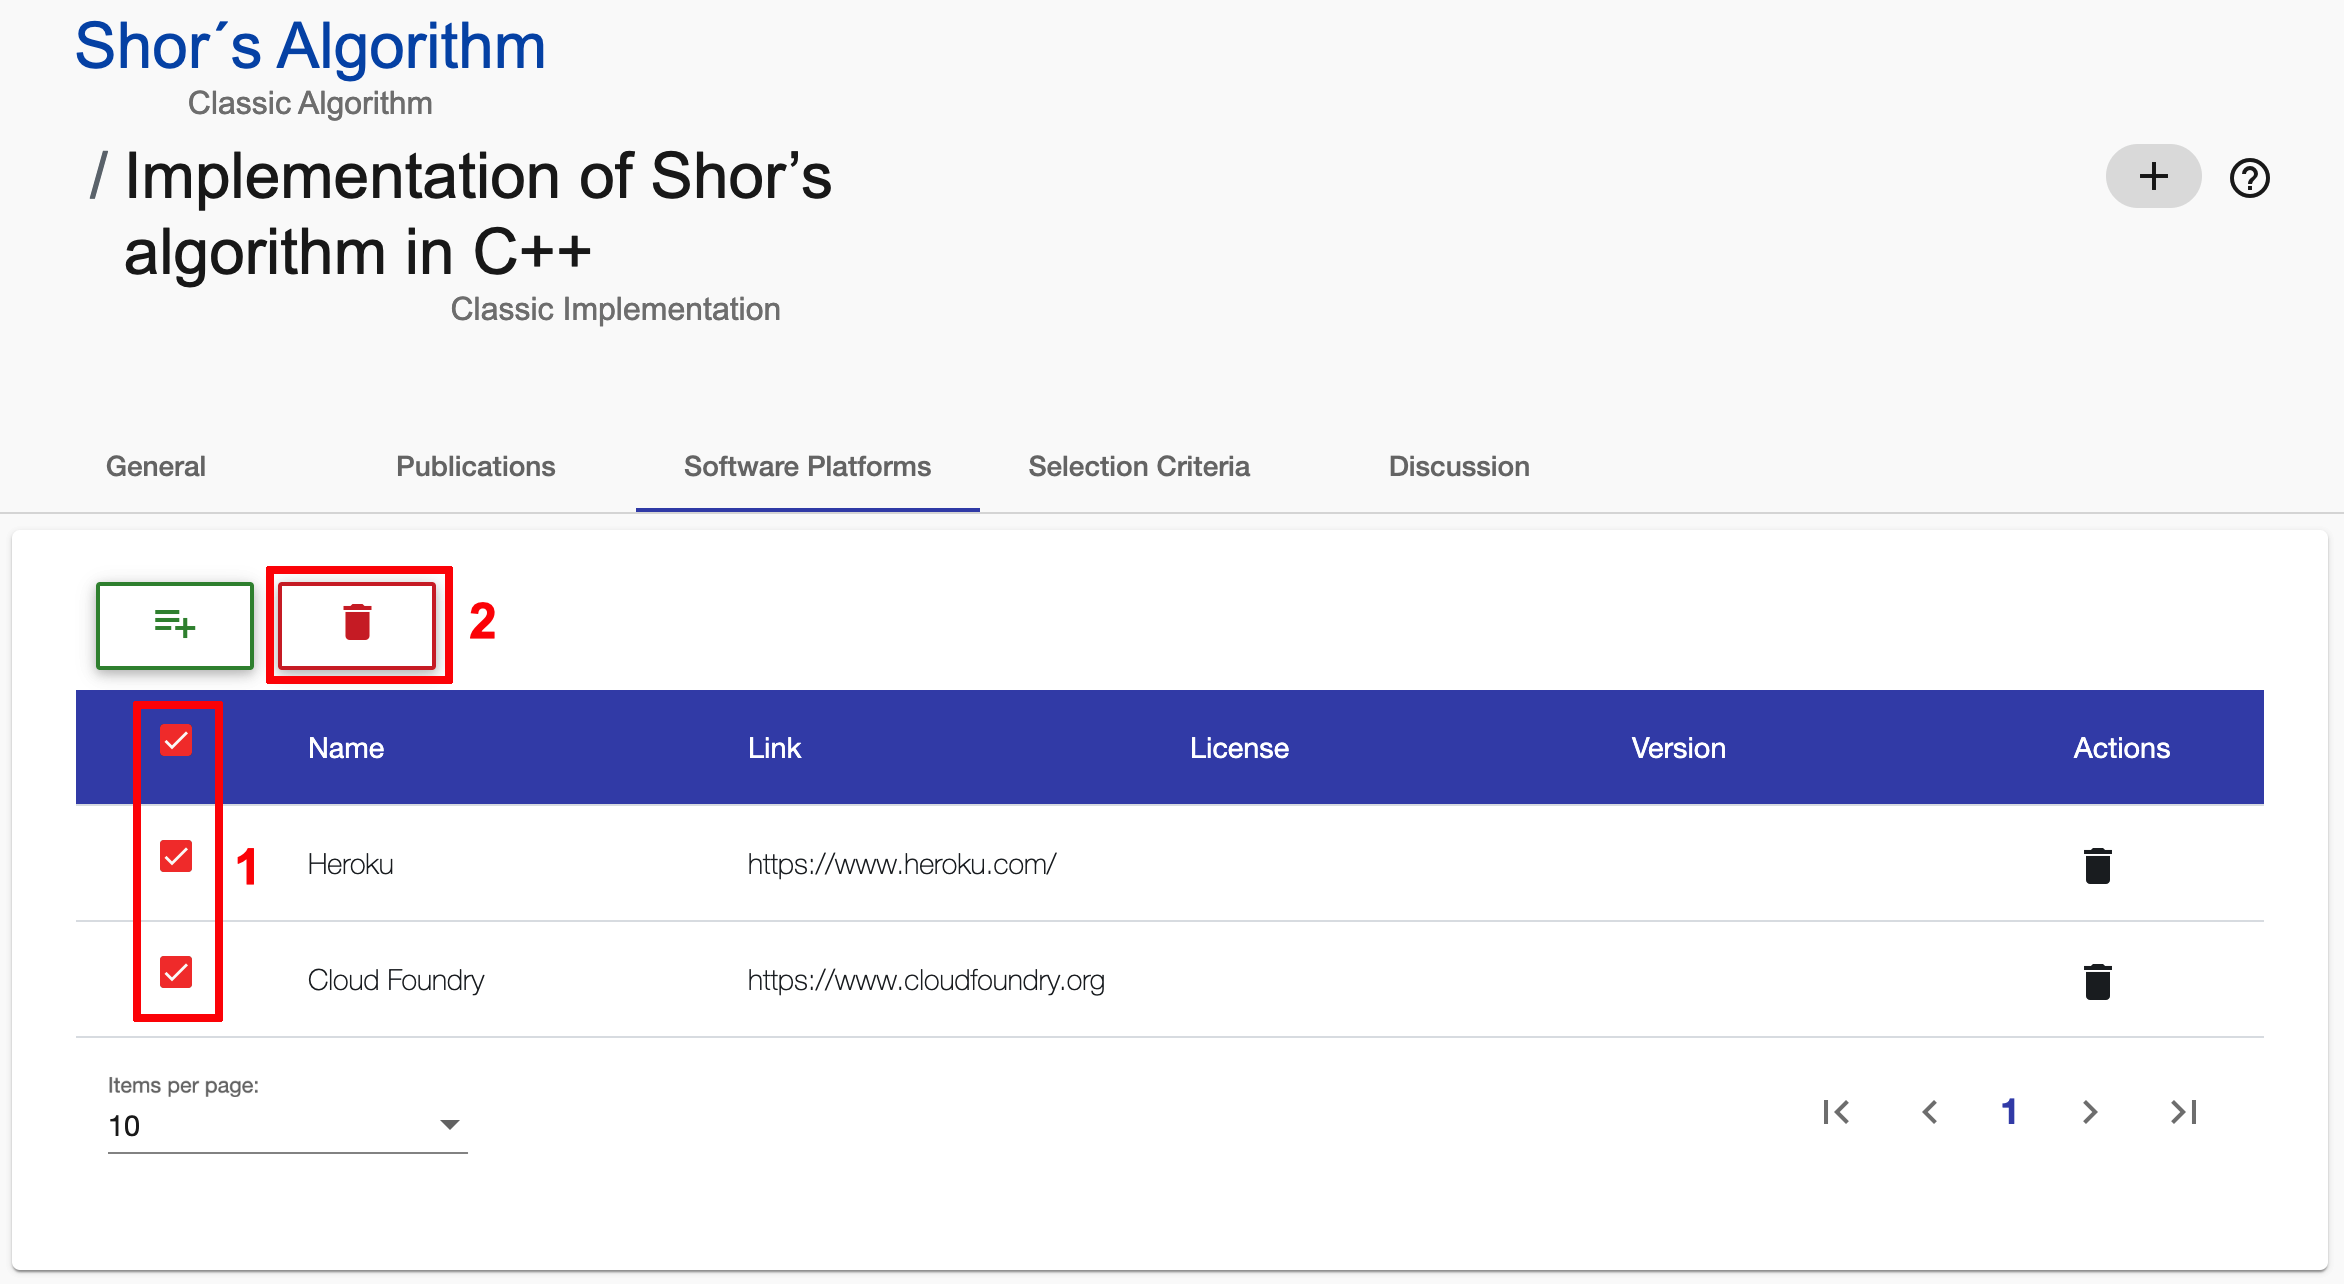 Shor´s Algorithm
Classic Algorithm
/ Implementation of Shor’s
algorithm in C++
Classic Implementation
General Publications Software Platforms Selection Criteria Discussion
2
Name Link License Version Actions
1 Heroku https://www.heroku.com/
Cloud Foundry https://www.cloudfoundry.org
Items per page:
10
1